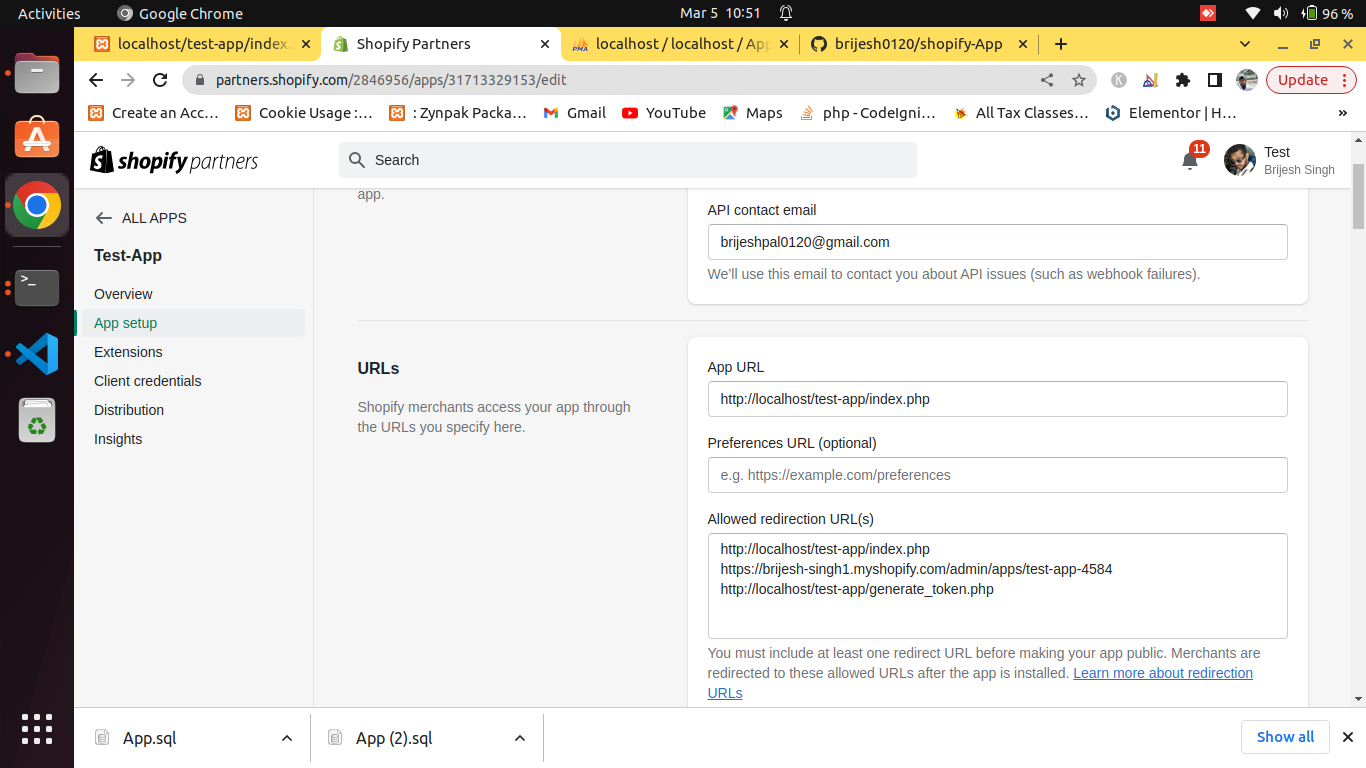 Activities
Google Chrome
Mar 5 10:51
96 %
localhost/test-app/index.
Shopify Partners
localhost / localhost / App
brijesh0120/shopify-App
partners.shopify.com/2846956/apps/31713329153/edit
K
Update
Create an Acc...
Cookie Usage :...
: Zynpak Packa...
Gmail
YouTube
Maps
php - CodeIgni...
All Tax Classes...
Elementor | H...
»
shopify partners
Search
11
Test
Brijesh Singh
ALL APPS
Test-App
Overview
App setup
Extensions
Client credentials
Distribution
Insights
app.
API contact email
brijeshpal0120@gmail.com
We'll use this email to contact you about API issues (such as webhook failures).
URLs
Shopify merchants access your app through
the URLs you specify here.
App URL
http://localhost/test-app/index.php
Preferences URL (optional)
e.g. https://example.com/preferences
Allowed redirection URL(s)
http://localhost/test-app/index.php
https://brijesh-singh1.myshopify.com/admin/apps/test-app-4584
http://localhost/test-app/generate_token.php
You must include at least one redirect URL before making your app public. Merchants are
redirected to these allowed URLs after the app is installed. Learn more about redirection
URLs
App.sql
App (2).sql
Show all